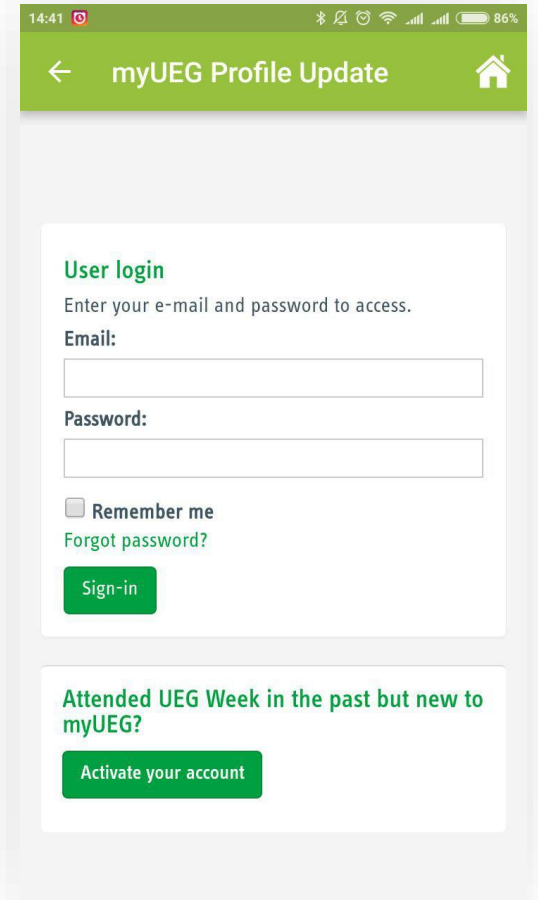 14:41 86%
myUEG Profile Update
User login
Enter your e-mail and password to access.
Email:
Password:
Remember me
Forgot password?
Sign-in
Attended UEG Week in the past but new to
myUEG?
Activate your account